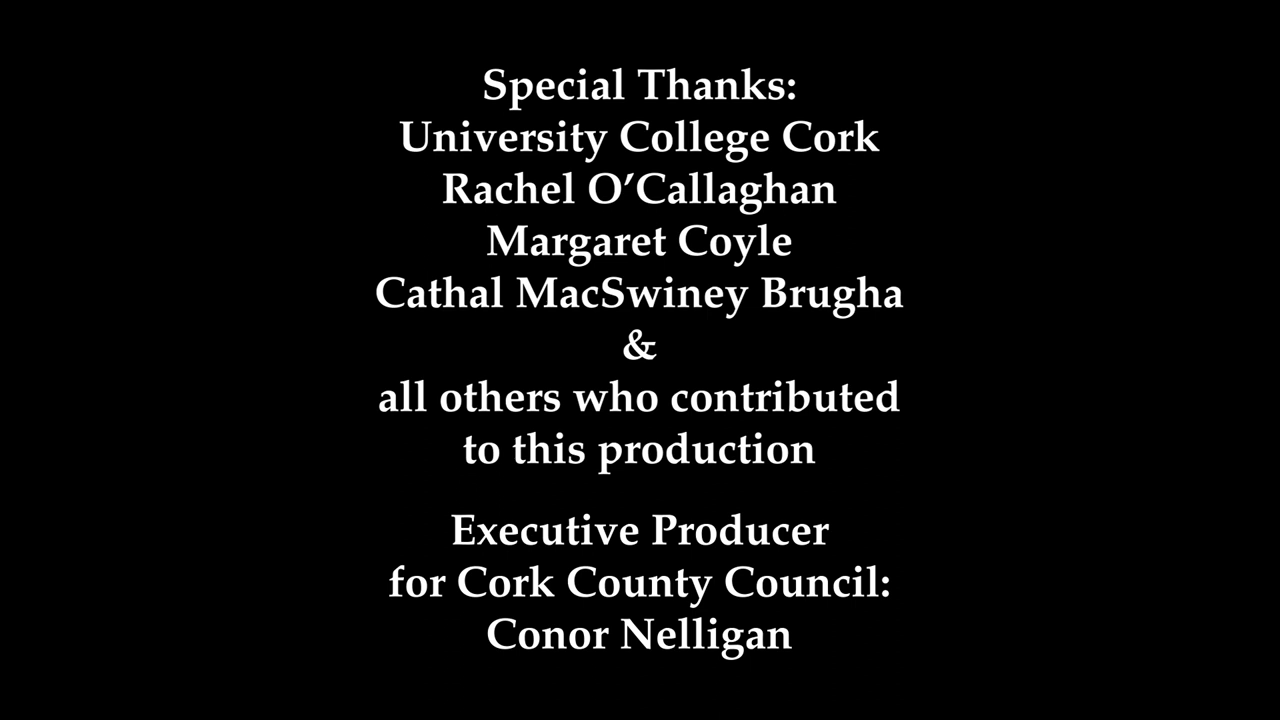 Special Thanks:
University College Cork
Rachel O’Callaghan
Margaret Coyle
Cathal MacSwiney Brugha
&
all others who contributed
to this production
Executive Producer
for Cork County Council:
Conor Nelligan